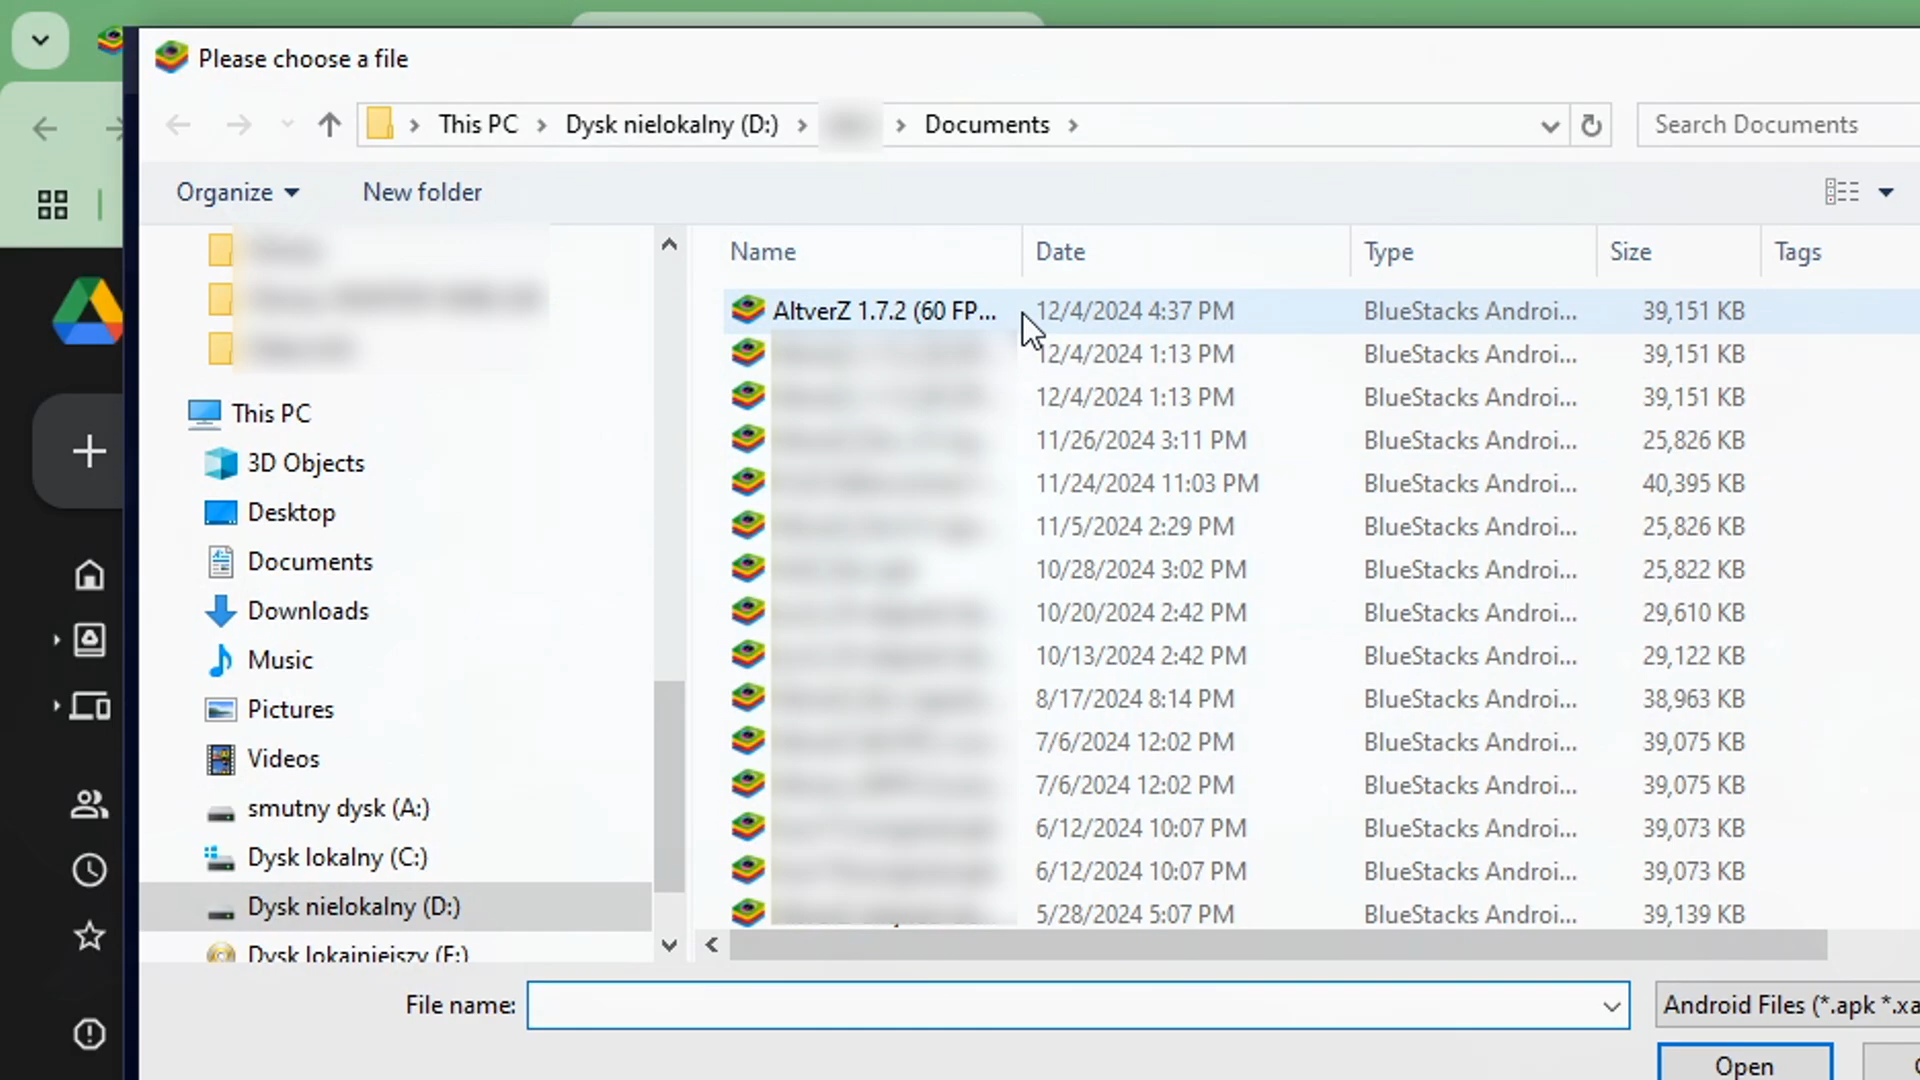 Please choose a file
This PC > Dysk nielokalny (D:) > > Documents >
Search Documents
Organize
New folder
Name Date Type Size Tags
This PC
3D Objects
Desktop
Documents
Downloads
Music
Pictures
Videos
smutny dysk (A:)
Dysk lokalny (C:)
Dysk nielokalny (D:)
Dysk lokajniejszy (E:)
AltverZ 1.7.2 (60 FP... 12/4/2024 4:37 PM BlueStacks Androi... 39,151 KB
12/4/2024 1:13 PM BlueStacks Androi... 39,151 KB
12/4/2024 1:13 PM BlueStacks Androi... 39,151 KB
11/26/2024 3:11 PM BlueStacks Androi... 25,826 KB
11/24/2024 11:03 PM BlueStacks Androi... 40,395 KB
11/5/2024 2:29 PM BlueStacks Androi... 25,826 KB
10/28/2024 3:02 PM BlueStacks Androi... 25,822 KB
10/20/2024 2:42 PM BlueStacks Androi... 29,610 KB
10/13/2024 2:42 PM BlueStacks Androi... 29,122 KB
8/17/2024 8:14 PM BlueStacks Androi... 38,963 KB
7/6/2024 12:02 PM BlueStacks Androi... 39,075 KB
7/6/2024 12:02 PM BlueStacks Androi... 39,075 KB
6/12/2024 10:07 PM BlueStacks Androi... 39,073 KB
6/12/2024 10:07 PM BlueStacks Androi... 39,073 KB
5/28/2024 5:07 PM BlueStacks Androi... 39,139 KB
File name:
Android Files (*.apk *.xa
Open